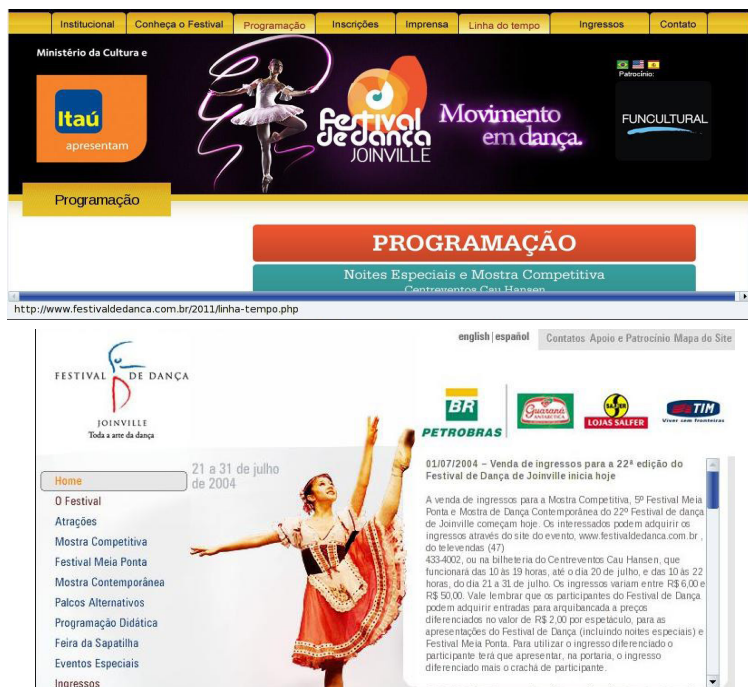 Institucional Conheça o Festival Programação Inscrições Imprensa Linha do tempo Ingressos Contato
Ministério da Cultura e
Itaú
apresentam
Festival
de dança
JOINVILLE
Movimento
em dança.
Patrocínio:
FUNCULTURAL
Programação
PROGRAMAÇÃO
Noites Especiais e Mostra Competitiva
Centreventos Cau Hansen
http://www.festivaldedanca.com.br/2011/linha-tempo.php
english|español Contatos Apoio e Patrocínio Mapa do Site
FESTIVAL DE DANÇA
JOINVILLE
Toda a arte da dança
BR
PETROBRAS
Guaraná
ANTARCTICA
SALFER
LOJAS SALFER
TIM
Viver sem fronteiras
21 a 31 de julho
de 2004
Home
O Festival
Atrações
Mostra Competitiva
Festival Meia Ponta
Mostra Contemporânea
Palcos Alternativos
Programação Didática
Feira da Sapatilha
Eventos Especiais
Ingressos
01/07/2004 – Venda de ingressos para a 22ª edição do
Festival de Dança de Joinville inicia hoje
A venda de ingressos para a Mostra Competitiva, 5º Festival Meia
Ponta e Mostra de Dança Contemporânea do 22º Festival de dança
de Joinville começam hoje. Os interessados podem adquirir os
ingressos através do site do evento, www.festivaldedanca.com.br ,
do televendas (47)
433-4002, ou na bilheteria do Centreventos Cau Hansen, que
funcionará das 10 às 19 horas, até o dia 20 de julho, e das 10 às 22
horas, do dia 21 a 31 de julho. Os ingressos variam entre R$ 6,00 e
R$ 50,00. Vale lembrar que os participantes do Festival de Dança
podem adquirir entradas para arquibancada a preços
diferenciados no valor de R$ 2,00 por espetáculo, para as
apresentações do Festival de Dança (incluindo noites especiais) e
Festival Meia Ponta. Para utilizar o ingresso diferenciado o
participante terá que apresentar, na portaria, o ingresso
diferenciado mais o crachá de participante.